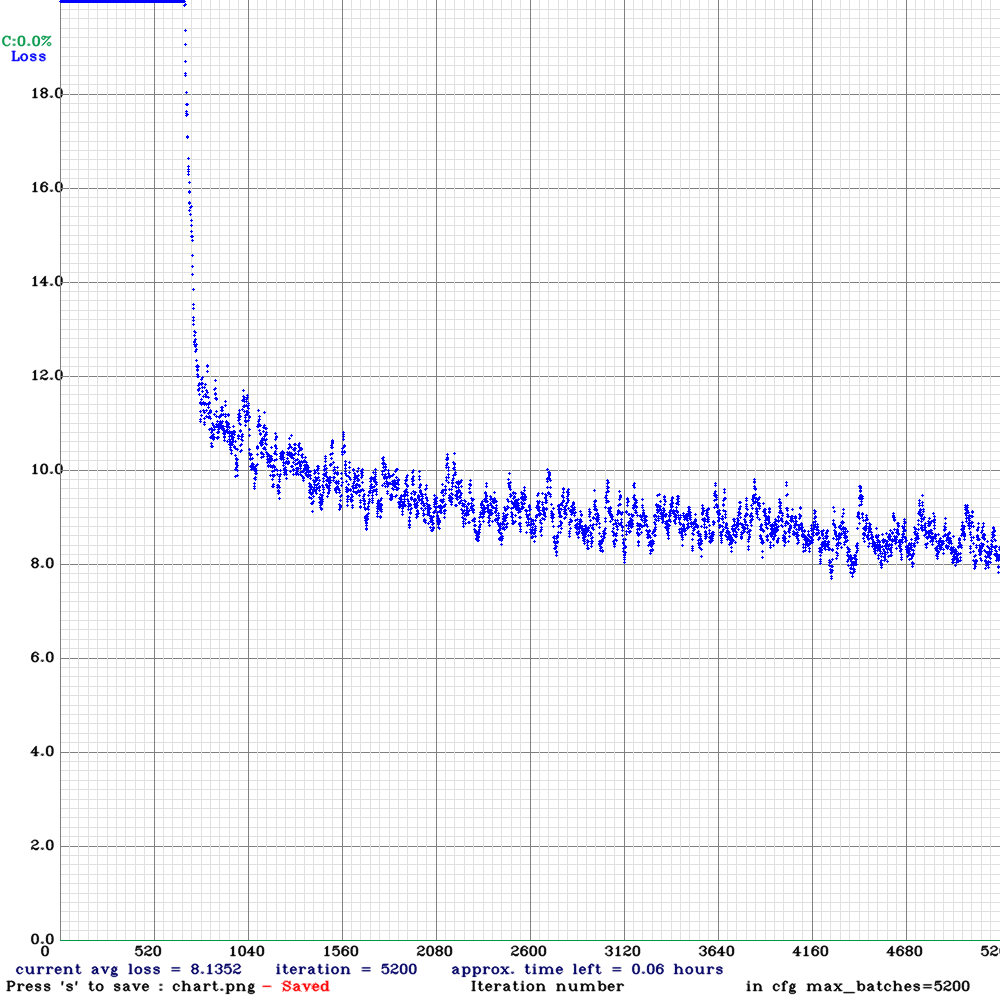 C:0.0%
Loss
18.0
16.0
14.0
12.0
10.0
8.0
6.0
4.0
2.0
0.0
0 520 1040 1560 2080 2600 3120 3640 4160 4680 520
current avg loss = 8.1352 iteration = 5200 approx. time left = 0.06 hours
Press 's' to save : chart.png - Saved Iteration number in cfg max_batches=5200